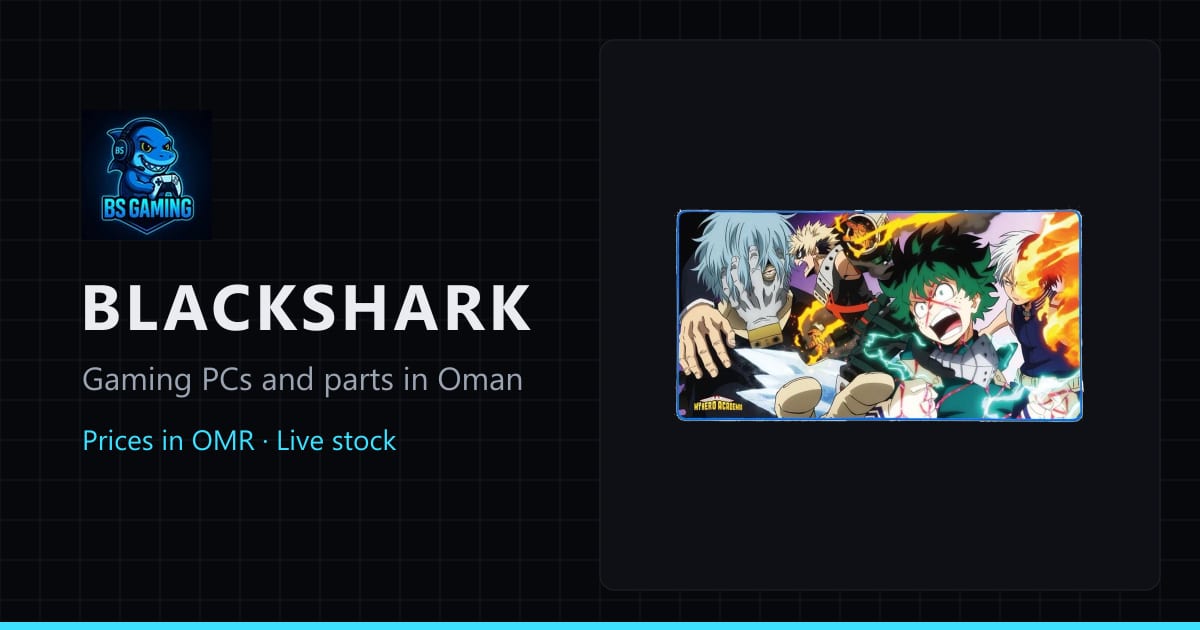 BS
BS GAMING
BLACKSHARK
Gaming PCs and parts in Oman
Prices in OMR · Live stock
MY HERO ACADEMIA